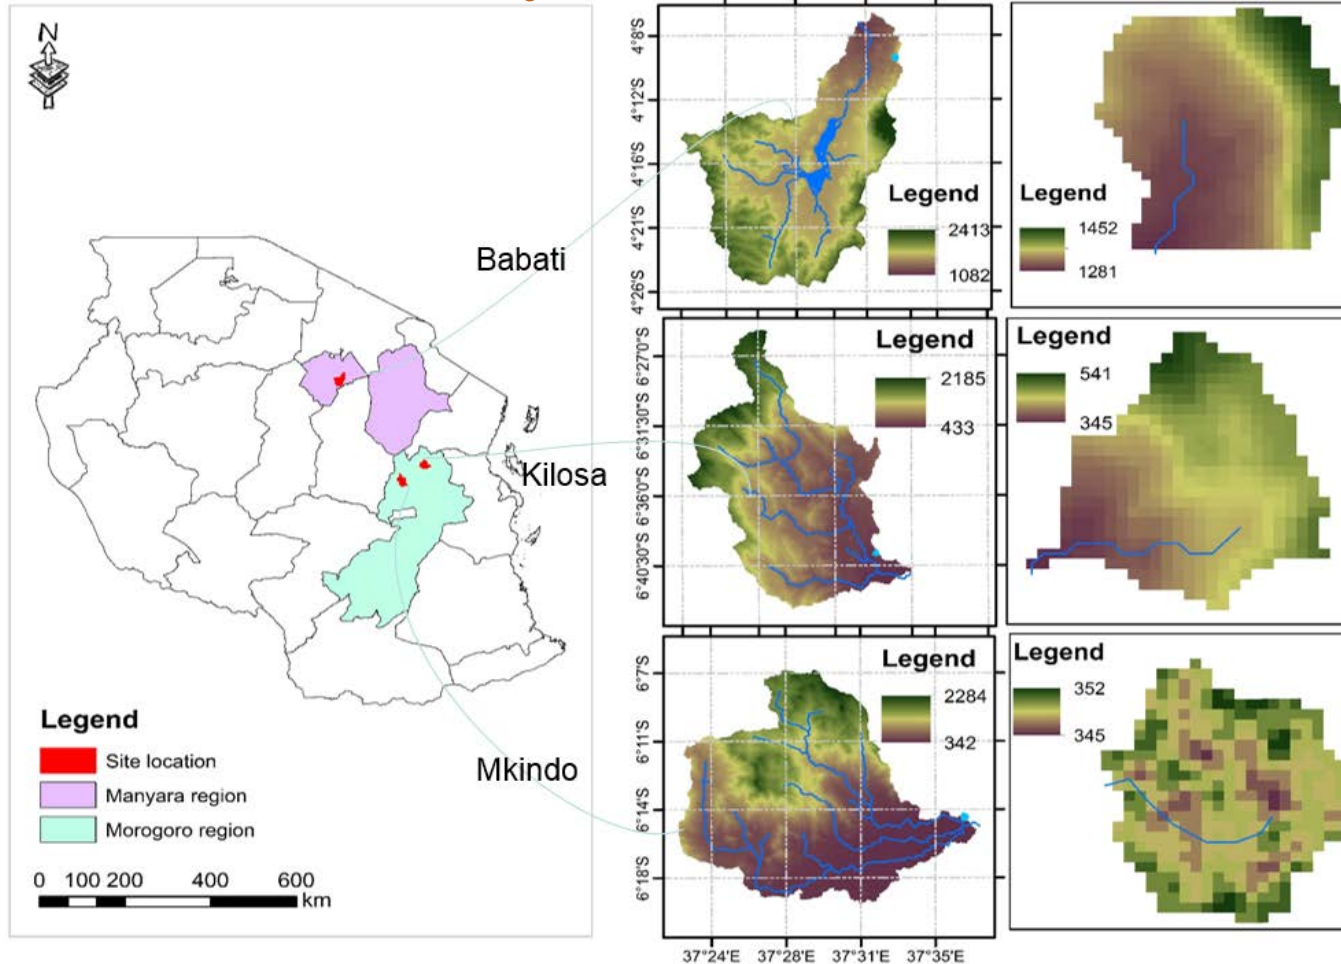 N
Babati
Kilosa
Mkindo
Legend
Site location
Manyara region
Morogoro region
0 100 200 400 600
km
4°8'S
4°12'S
4°16'S
4°21'S
4°26'S
Legend
2413
1082
Legend
1452
1281
6°27'0"S
6°31'30"S
6°36'0"S
6°40'30"S
Legend
2185
433
Legend
541
345
6°7'S
6°11'S
6°14'S
6°18'S
Legend
2284
342
37°24'E 37°28'E 37°31'E 37°35'E
Legend
352
345